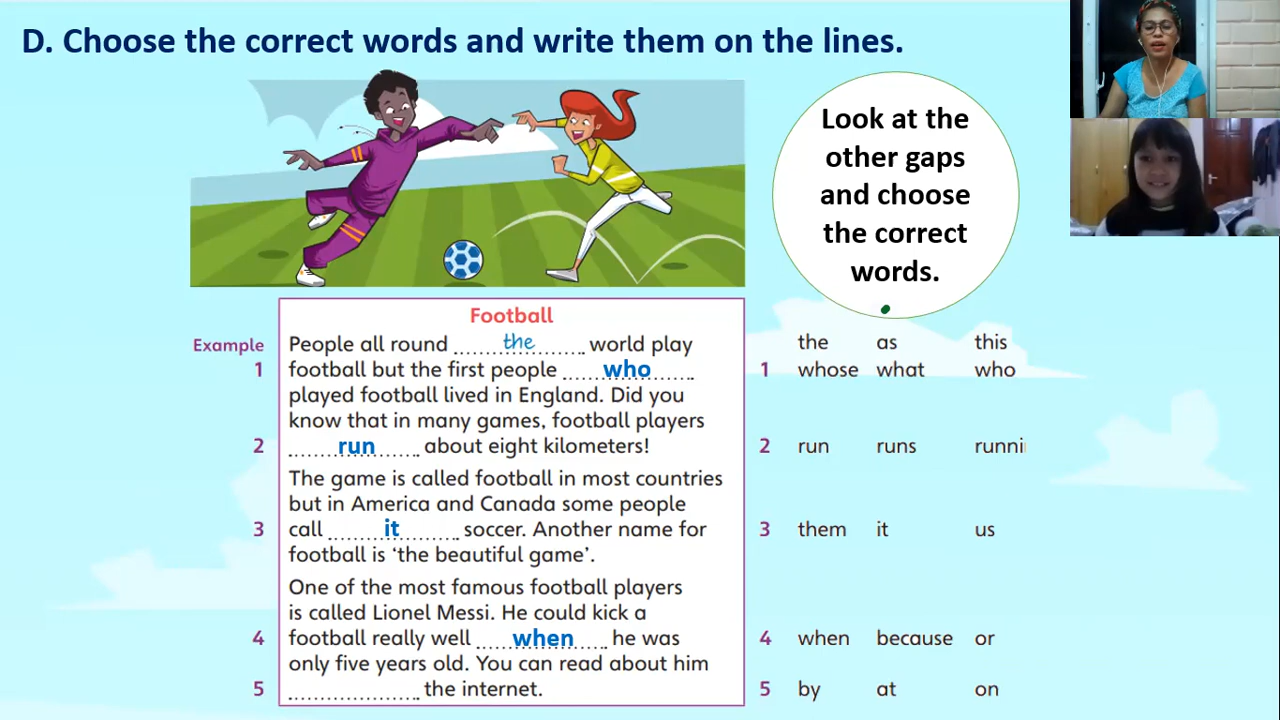 D. Choose the correct words and write them on the lines.
Look at the
other gaps
and choose
the correct
words.
Football
Example People all round the world play
1 football but the first people who
played football lived in England. Did you
know that in many games, football players
2 run about eight kilometers!
The game is called football in most countries
but in America and Canada some people
3 call it soccer. Another name for
football is ‘the beautiful game’.
One of the most famous football players
is called Lionel Messi. He could kick a
4 football really well when he was
only five years old. You can read about him
5 the internet.
the as this
1 whose what who
2 run runs runni
3 them it us
4 when because or
5 by at on